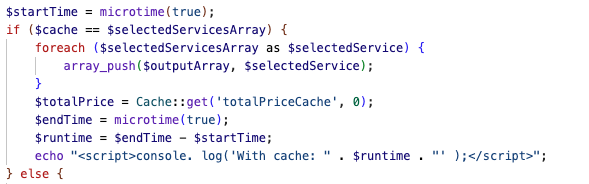 $startTime = microtime(true);
if ($cache == $selectedServicesArray) {
    foreach ($selectedServicesArray as $selectedService) {
        array_push($outputArray, $selectedService);
    }
    $totalPrice = Cache::get('totalPriceCache', 0);
    $endTime = microtime(true);
    $runtime = $endTime - $startTime;
    echo "<script>console. log('With cache: " . $runtime . "' );</script>";
} else {